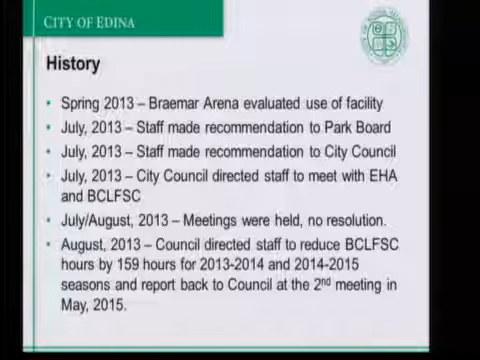 CITY OF EDINA
History
• Spring 2013 – Braemar Arena evaluated use of facility
• July, 2013 – Staff made recommendation to Park Board
• July, 2013 – Staff made recommendation to City Council
• July, 2013 – City Council directed staff to meet with EHA
and BCLFSC
• July/August, 2013 – Meetings were held, no resolution.
• August, 2013 – Council directed staff to reduce BCLFSC
hours by 159 hours for 2013-2014 and 2014-2015
seasons and report back to Council at the 2nd meeting in
May, 2015.